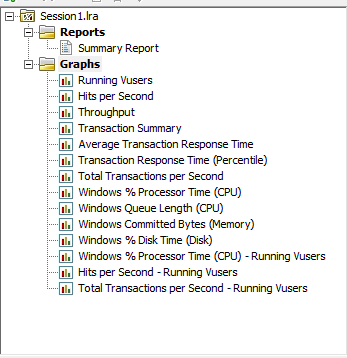 Session1.lra
Reports
Summary Report
Graphs
Running Vusers
Hits per Second
Throughput
Transaction Summary
Average Transaction Response Time
Transaction Response Time (Percentile)
Total Transactions per Second
Windows % Processor Time (CPU)
Windows Queue Length (CPU)
Windows Committed Bytes (Memory)
Windows % Disk Time (Disk)
Windows % Processor Time (CPU) - Running Vusers
Hits per Second - Running Vusers
Total Transactions per Second - Running Vusers